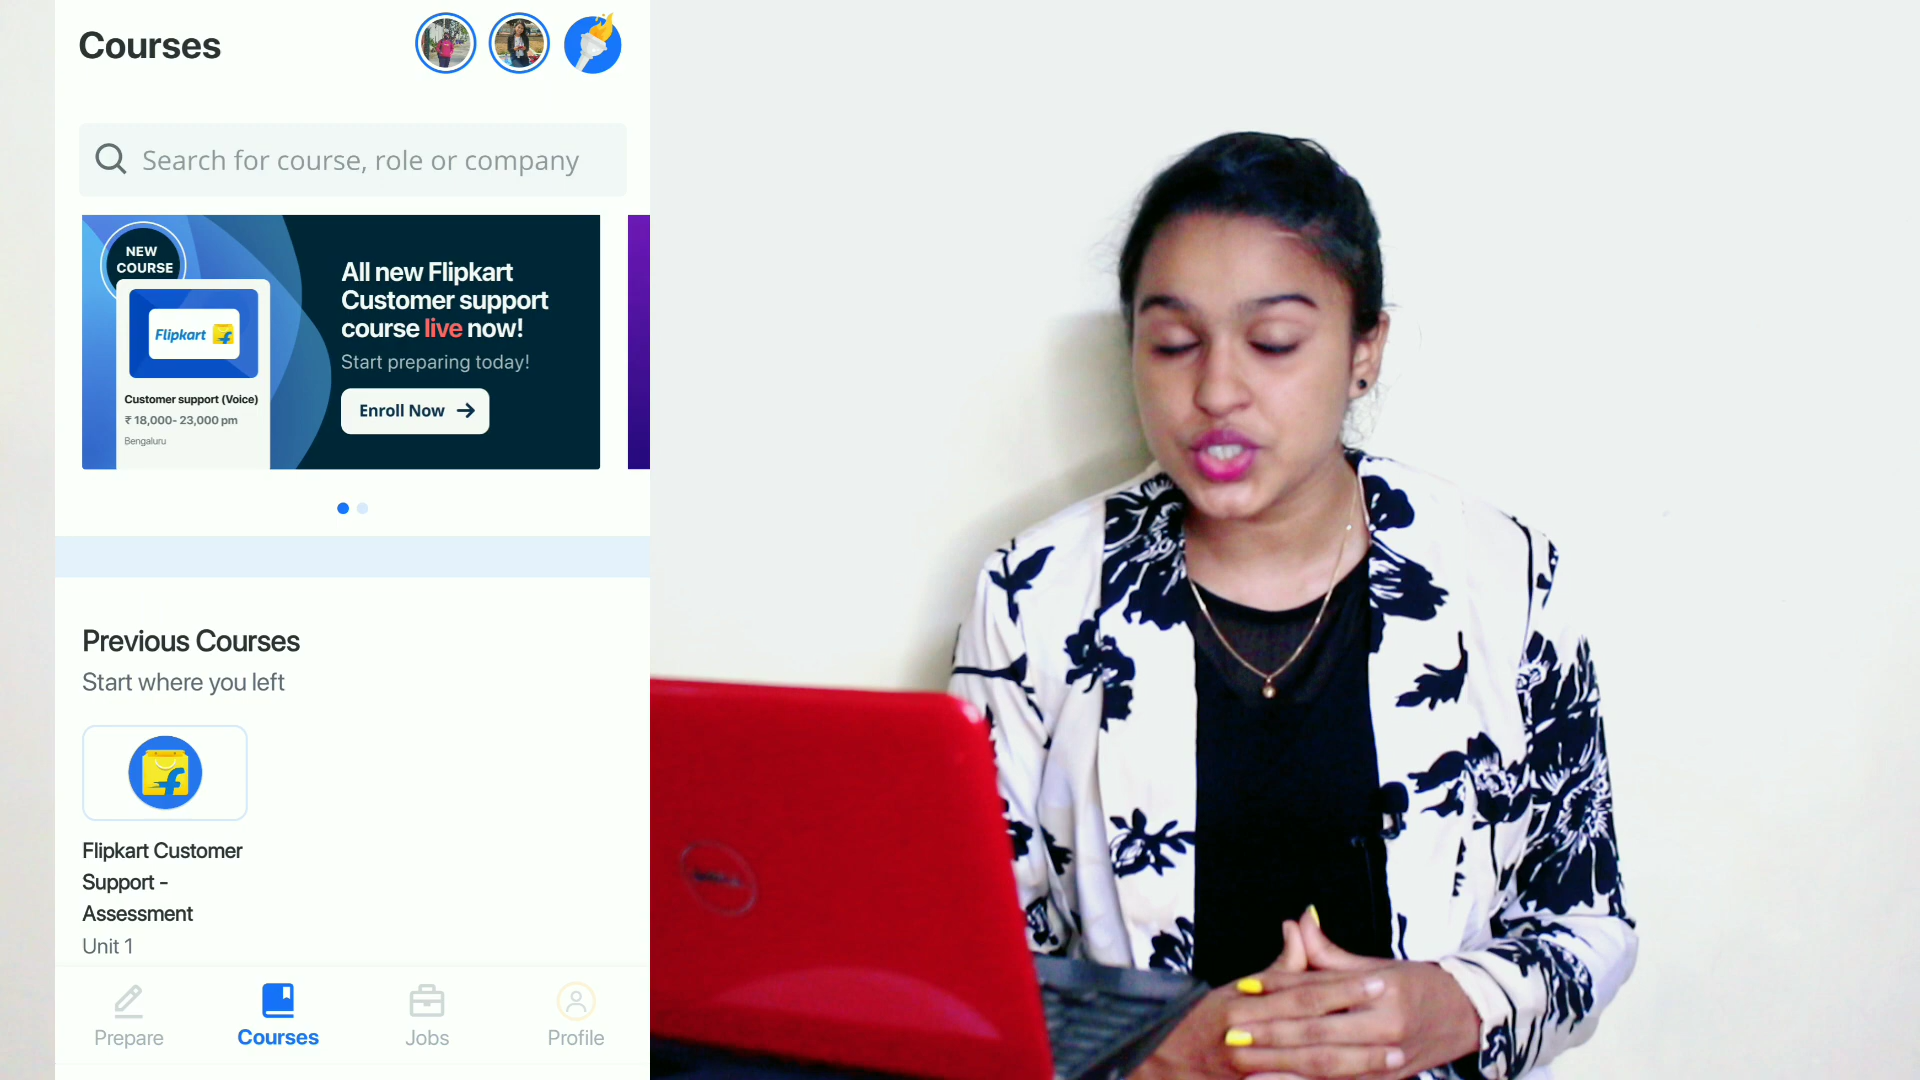 Courses
Search for course, role or company
NEW
COURSE
Flipkart
Customer support (Voice)
₹ 18,000- 23,000 pm
Bengaluru
All new Flipkart
Customer support
course live now!
Start preparing today!
Enroll Now
Previous Courses
Start where you left
Flipkart Customer
Support -
Assessment
Unit 1
Prepare
Courses
Jobs
Profile
DELL